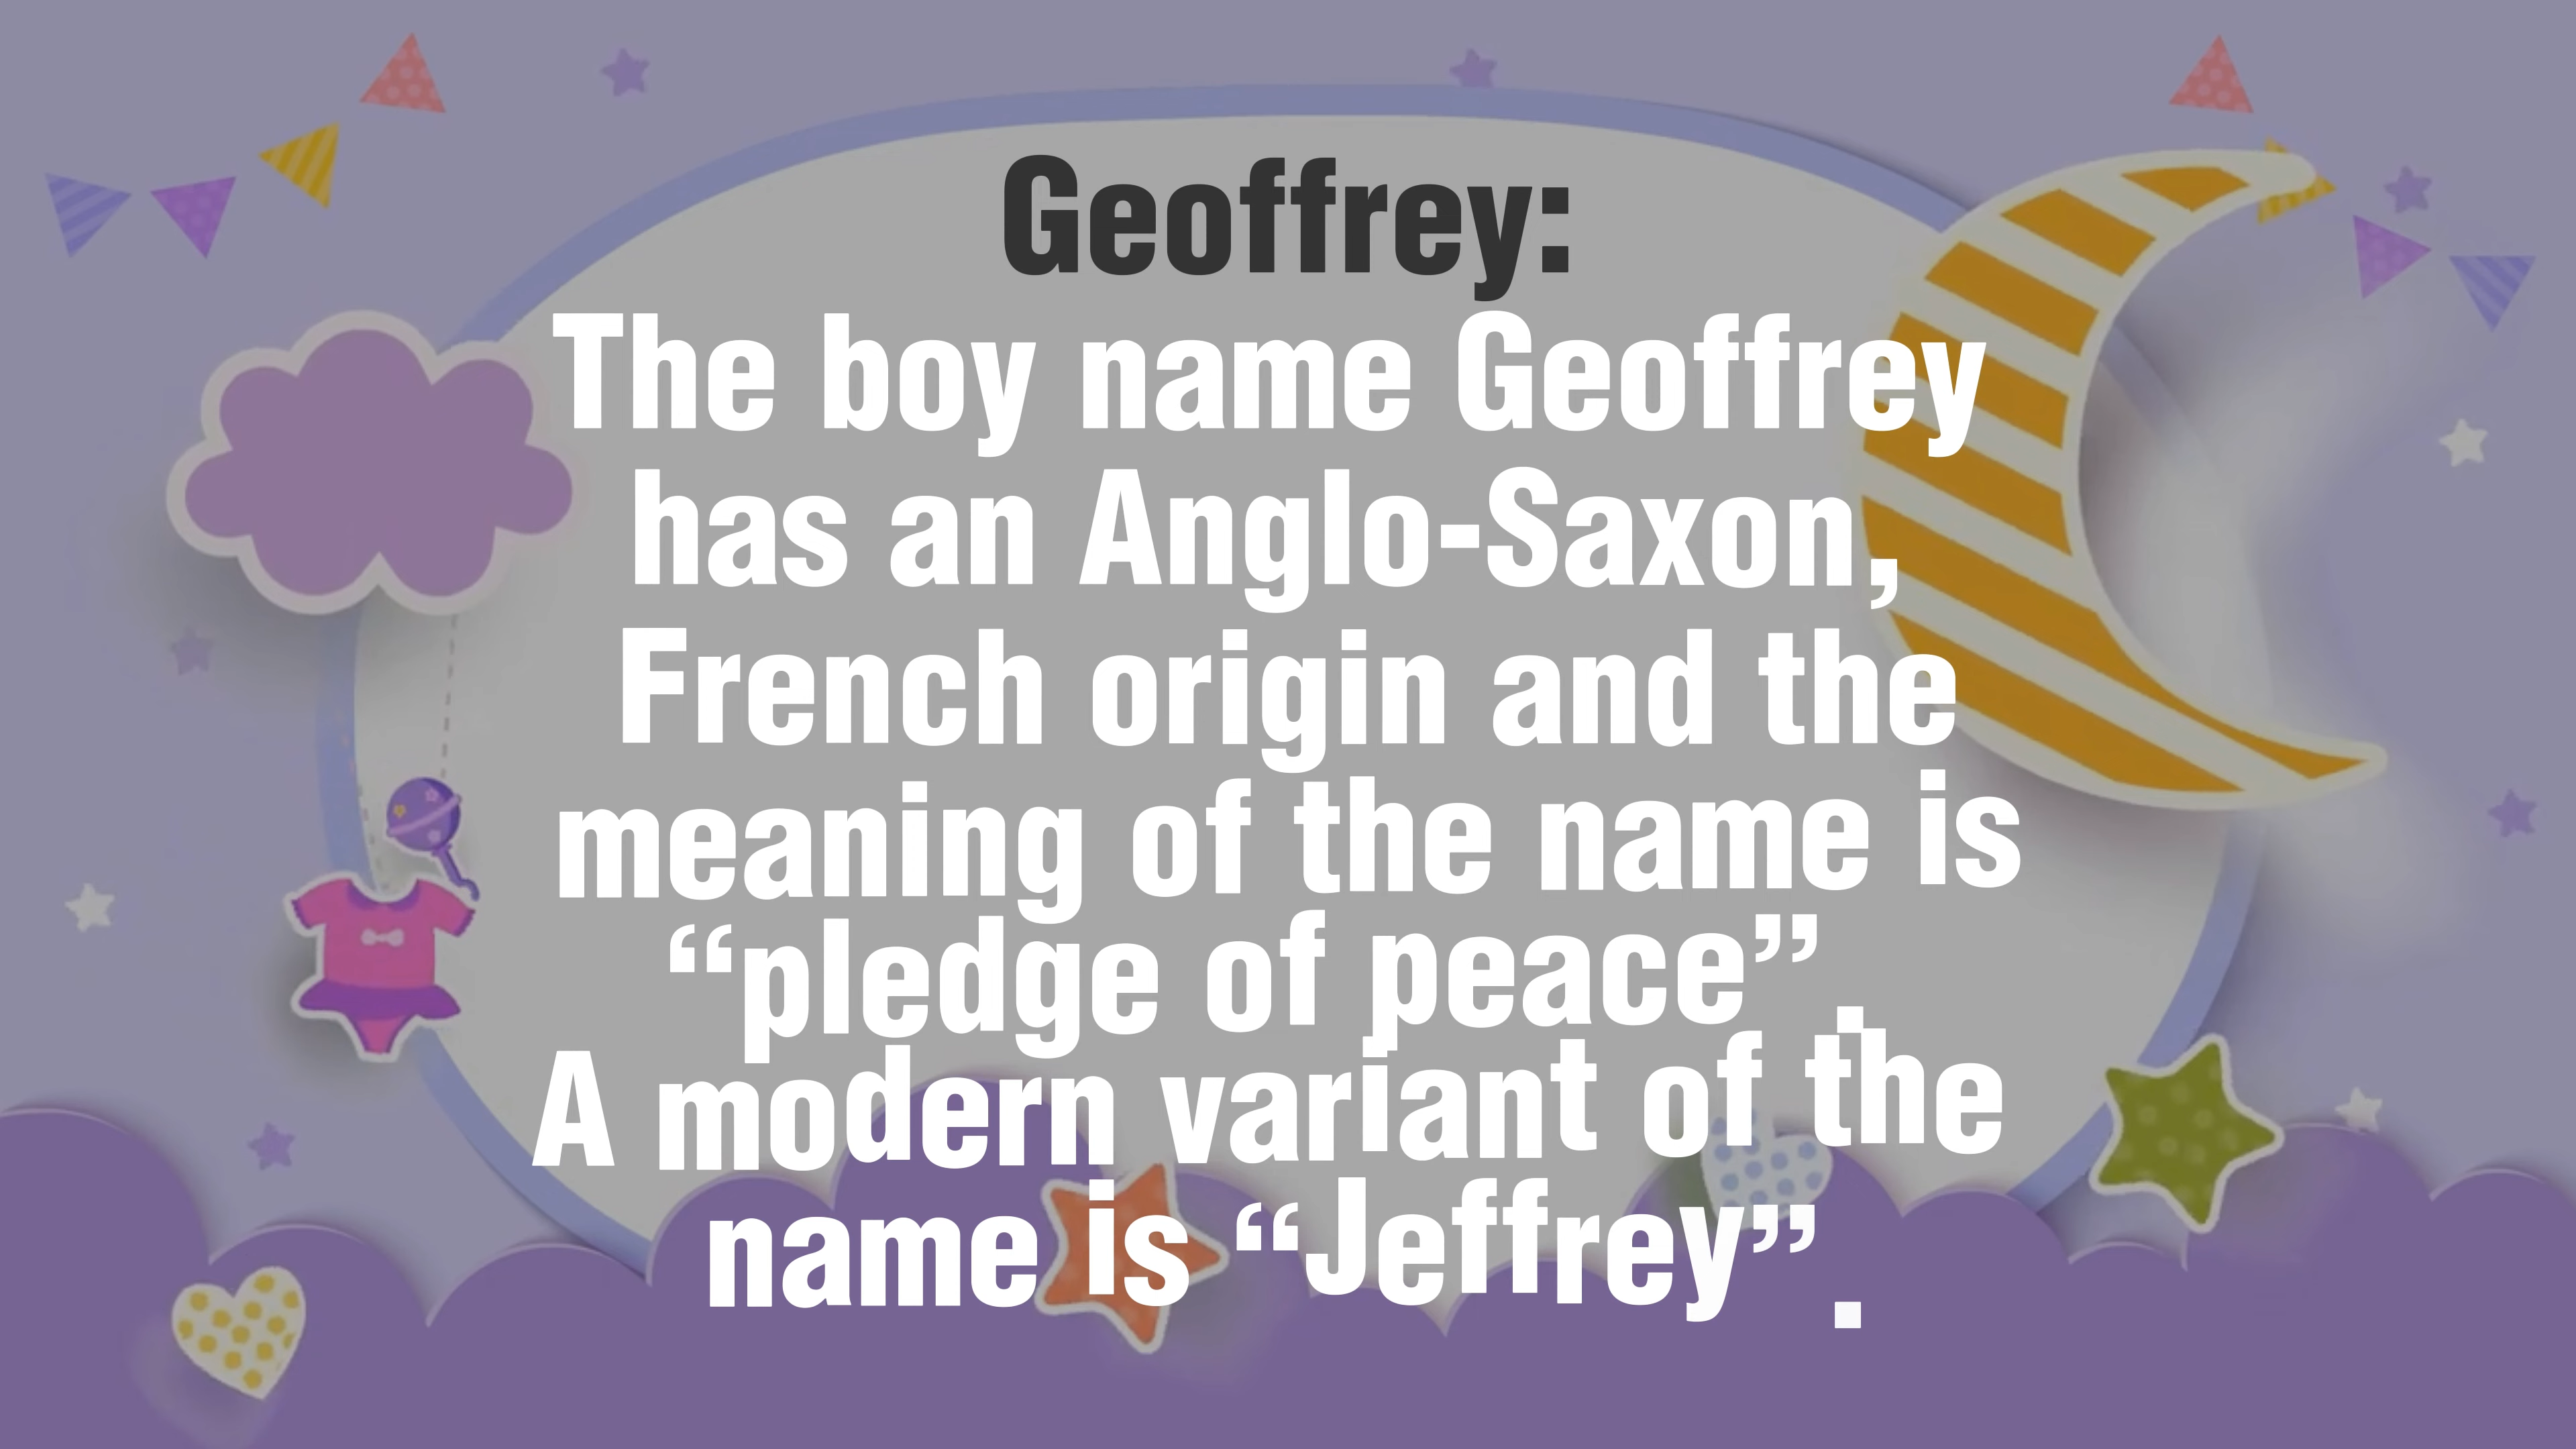 Geoffrey:
The boy name Geoffrey
has an Anglo-Saxon,
French origin and the
meaning of the name is
“pledge of peace”.
A modern variant of the
name is “Jeffrey”.